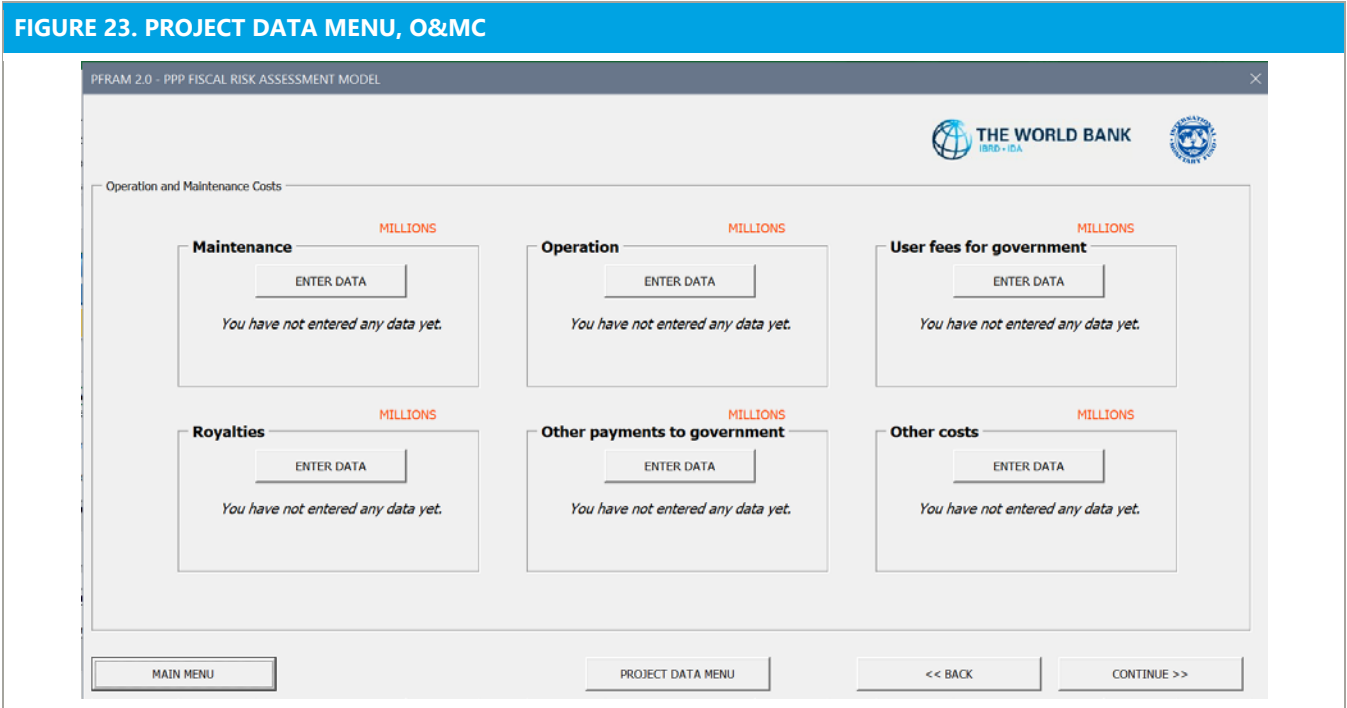 FIGURE 23. PROJECT DATA MENU, O&MC
PFRAM 2.0 - PPP FISCAL RISK ASSESSMENT MODEL
THE WORLD BANK
IBRD • IDA
INTERNATIONAL MONETARY FUND
Operation and Maintenance Costs
MILLIONS MILLIONS MILLIONS
Maintenance Operation User fees for government
ENTER DATA ENTER DATA ENTER DATA
You have not entered any data yet. You have not entered any data yet. You have not entered any data yet.
MILLIONS MILLIONS MILLIONS
Royalties Other payments to government Other costs
ENTER DATA ENTER DATA ENTER DATA
You have not entered any data yet. You have not entered any data yet. You have not entered any data yet.
MAIN MENU PROJECT DATA MENU << BACK CONTINUE >>